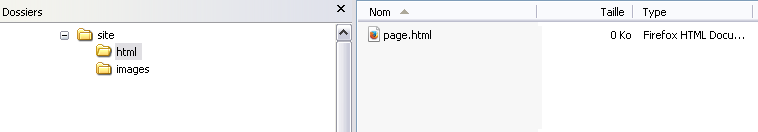 Dossiers
site
html
images
Nom Taille Type
page.html 0 Ko Firefox HTML Docu...